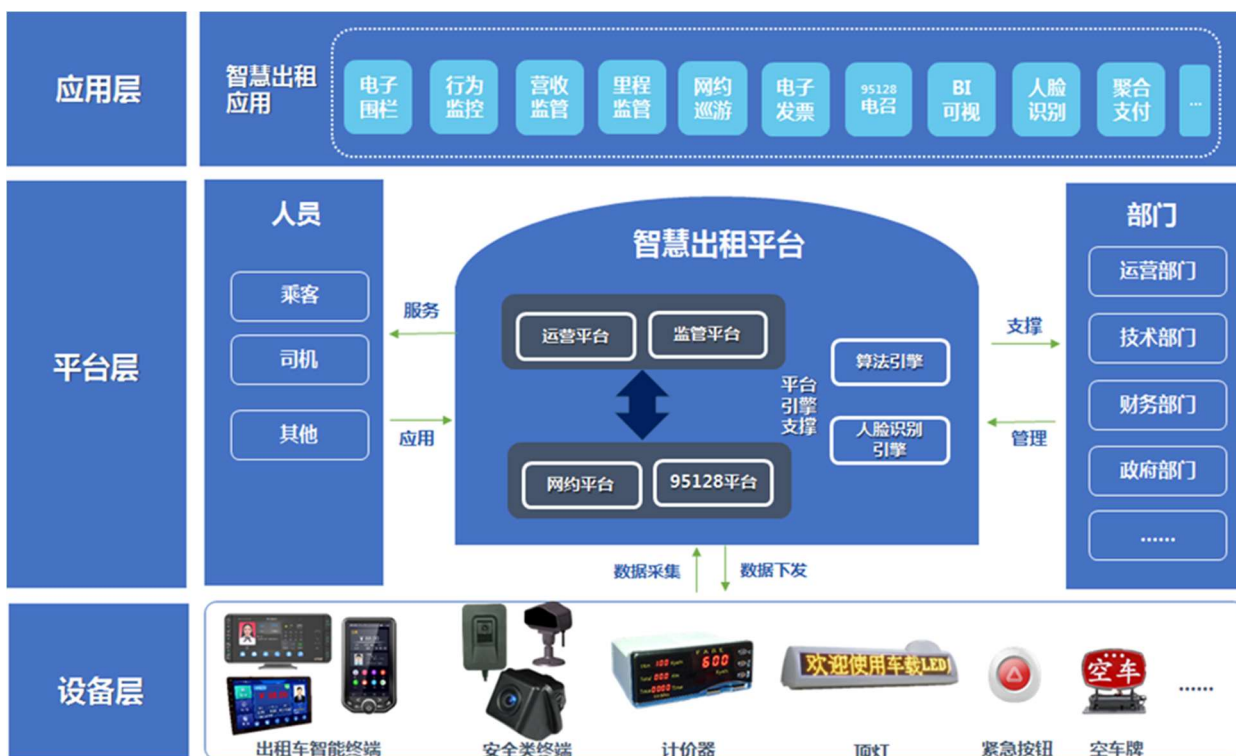 应用层
智慧出租
应用
电子
围栏
行为
监控
营收
监管
里程
监管
网约
巡游
电子
发票
95128
电召
BI
可视
人脸
识别
聚合
支付
...
平台层
人员
乘客
司机
其他
服务
应用
智慧出租平台
运营平台
监管平台
网约平台
95128平台
平台
引擎
支撑
算法引擎
人脸识别
引擎
支撑
管理
部门
运营部门
技术部门
财务部门
政府部门
......
数据采集
数据下发
设备层
FARE
600
欢迎使用车载LED
空车
......
出租车智能终端
安全类终端
计价器
顶灯
紧急按钮
空车牌